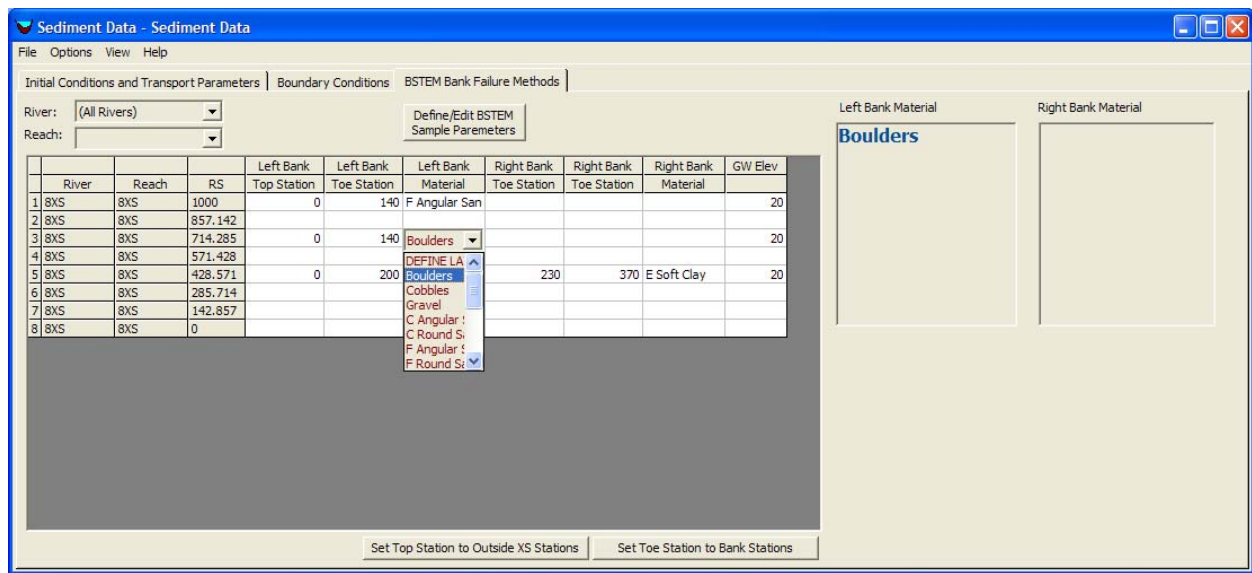 Sediment Data - Sediment Data
File Options View Help
Initial Conditions and Transport Parameters Boundary Conditions BSTEM Bank Failure Methods
River: (All Rivers)
Reach:
Define/Edit BSTEM
Sample Paremeters
Left Bank Material
Right Bank Material
Boulders
Left Bank Left Bank Left Bank Right Bank Right Bank Right Bank GW Elev
River Reach RS Top Station Toe Station Material Toe Station Toe Station Material
1 8XS 8XS 1000 0 140 F Angular San 20
2 8XS 8XS 857.142
3 8XS 8XS 714.285 0 140 Boulders 20
4 8XS 8XS 571.428
DEFINE LA
5 8XS 8XS 428.571 0 200 Boulders 230 370 E Soft Clay 20
6 8XS 8XS 285.714 Cobbles
7 8XS 8XS 142.857 Gravel
8 8XS 8XS 0
C Angular S
C Round Sa
F Angular S
F Round Sa
Set Top Station to Outside XS Stations Set Toe Station to Bank Stations